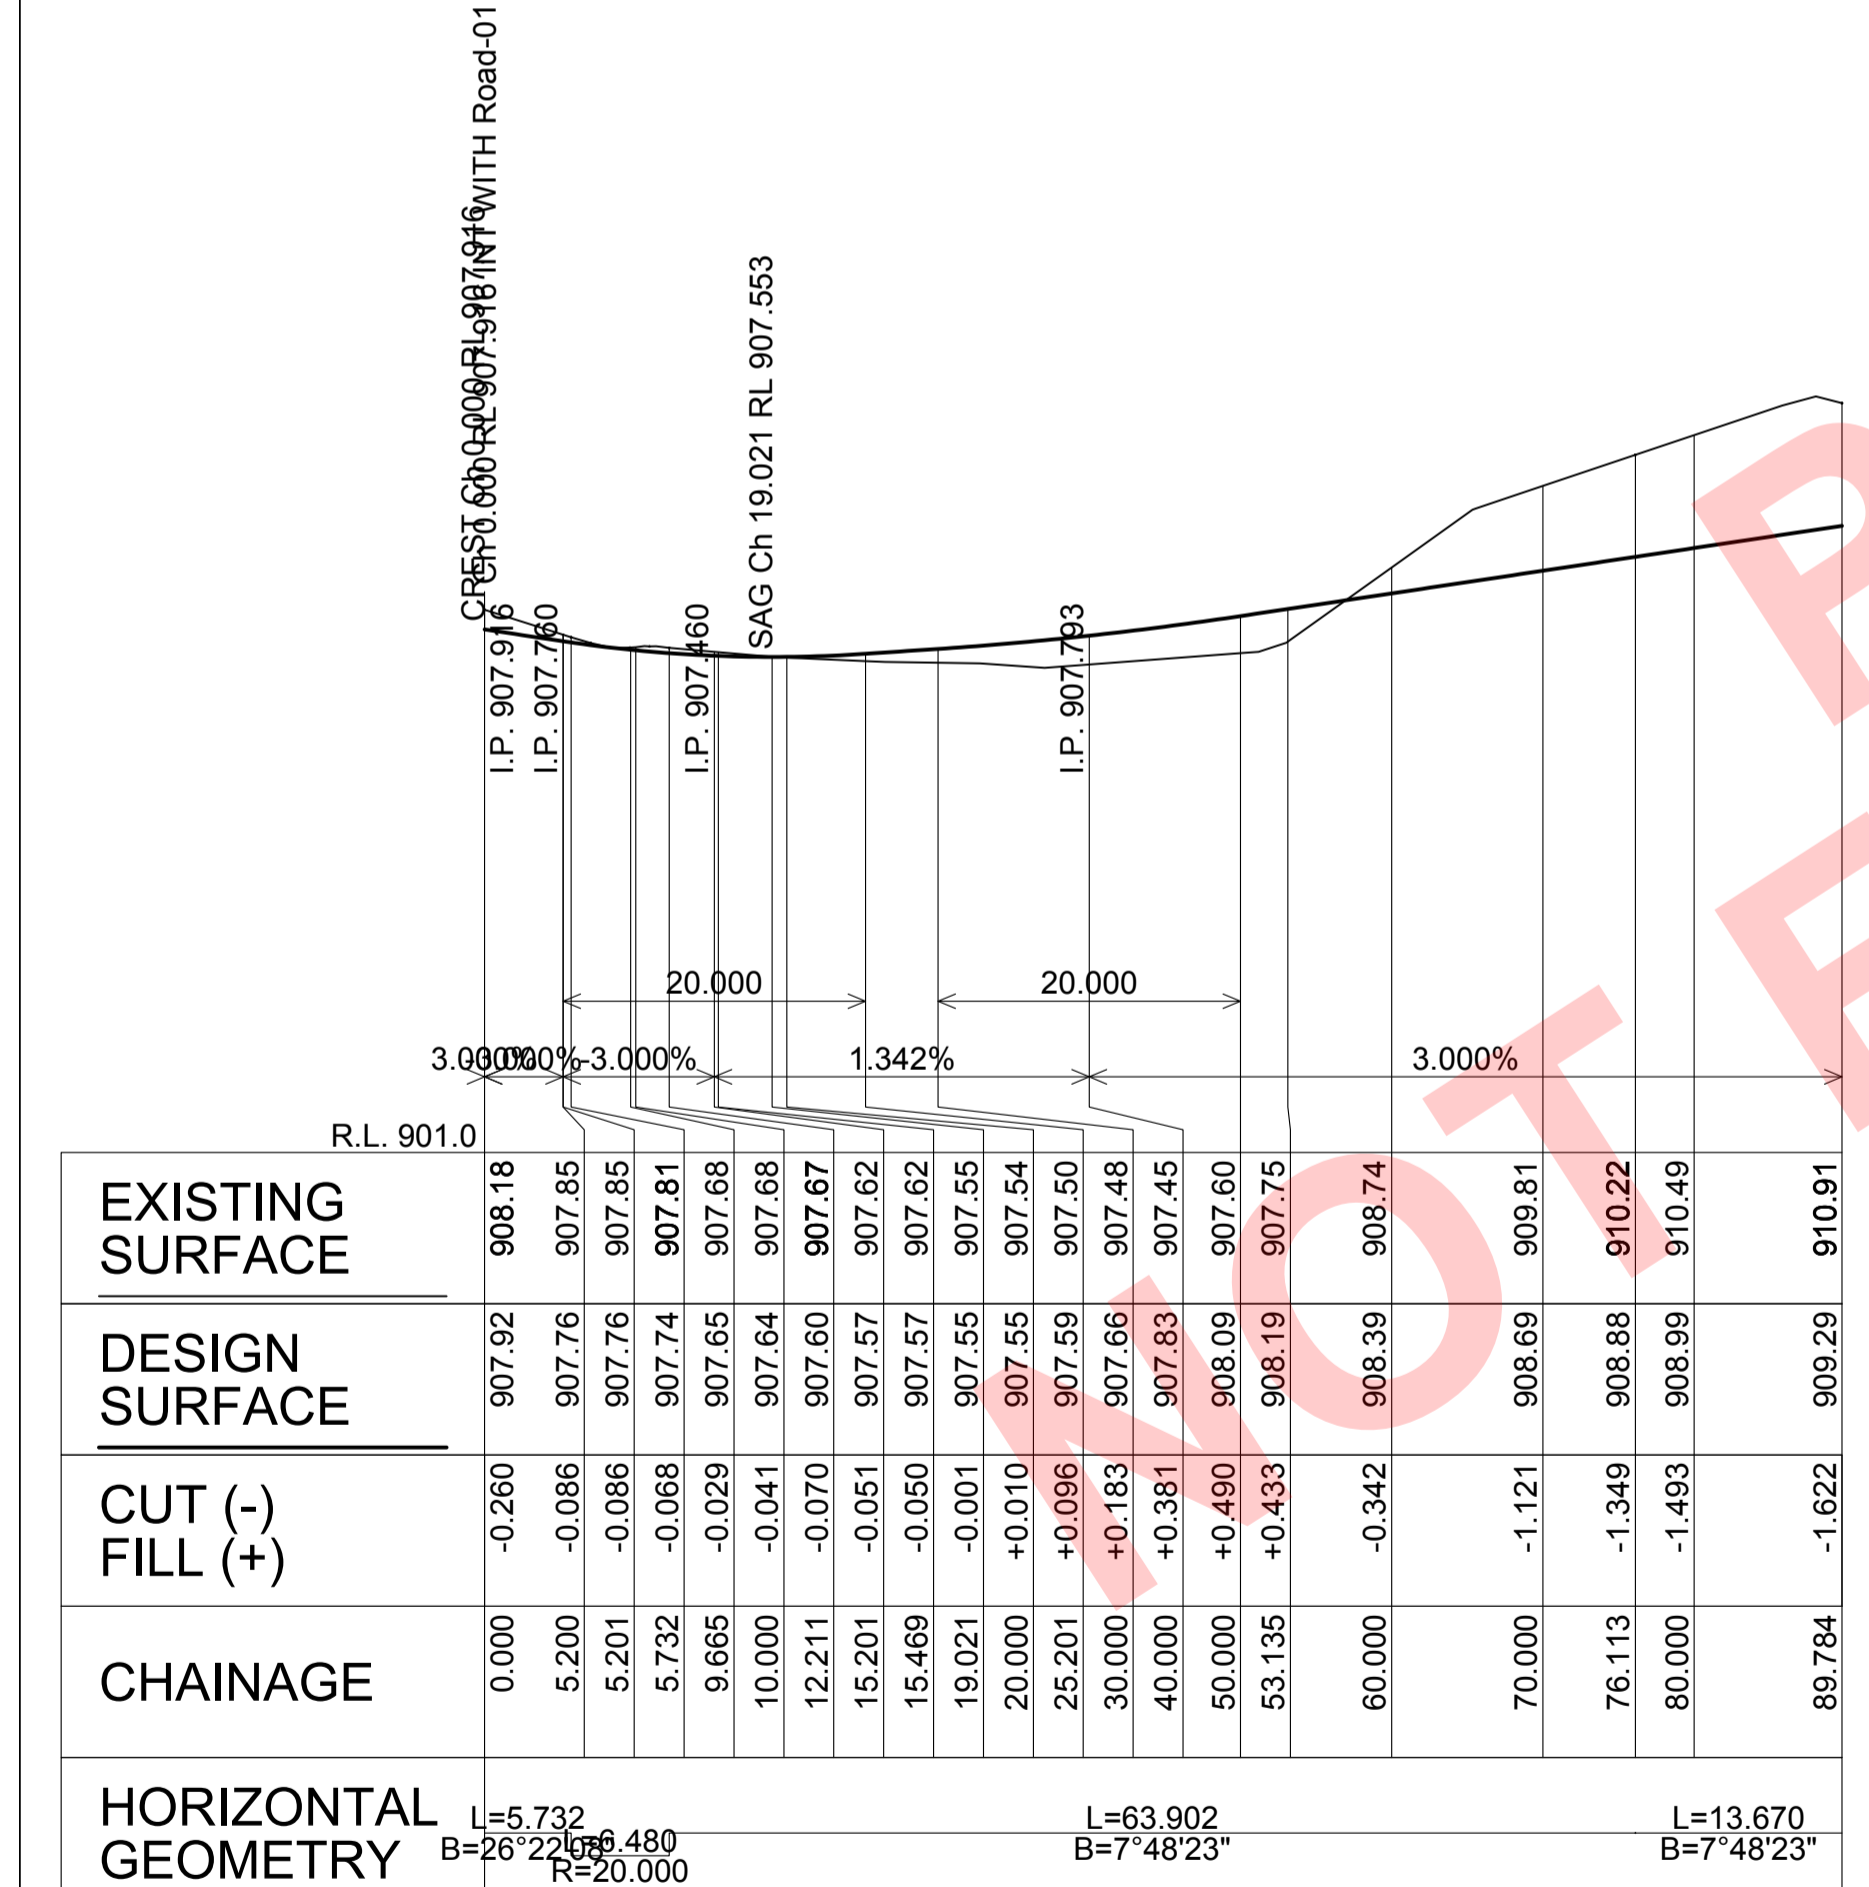 CREST Ch 0.000 RL 907.916
Ch 0.000 RL 907.916 INT WITH Road-01
SAG Ch 19.021 RL 907.553
I.P. 907.916
I.P. 907.760
I.P. 907.460
I.P. 907.793
20.000
20.000
3.000%
-3.000%
-3.000%
1.342%
3.000%
R.L. 901.0
EXISTING
SURFACE
908.18 907.85 907.85 907.81 907.68 907.68 907.67 907.62 907.62 907.55 907.54 907.50 907.48 907.45 907.60 907.75 908.74 909.81 910.22 910.49 910.91
DESIGN
SURFACE
907.92 907.76 907.76 907.74 907.65 907.64 907.60 907.57 907.57 907.55 907.55 907.59 907.66 907.83 908.09 908.19 908.39 908.69 908.88 908.99 909.29
CUT (-)
FILL (+)
-0.260 -0.086 -0.086 -0.068 -0.029 -0.041 -0.070 -0.051 -0.050 -0.001 +0.010 +0.096 +0.183 +0.381 +0.490 +0.433 -0.342 -1.121 -1.349 -1.493 -1.622
CHAINAGE
0.000 5.200 5.201 5.732 9.665 10.000 12.211 15.201 15.469 19.021 20.000 25.201 30.000 40.000 50.000 53.135 60.000 70.000 76.113 80.000 89.784
HORIZONTAL
GEOMETRY
L=5.732
B=26°22'08"
L=6.480
R=20.000
L=63.902
B=7°48'23"
L=13.670
B=7°48'23"
NOT